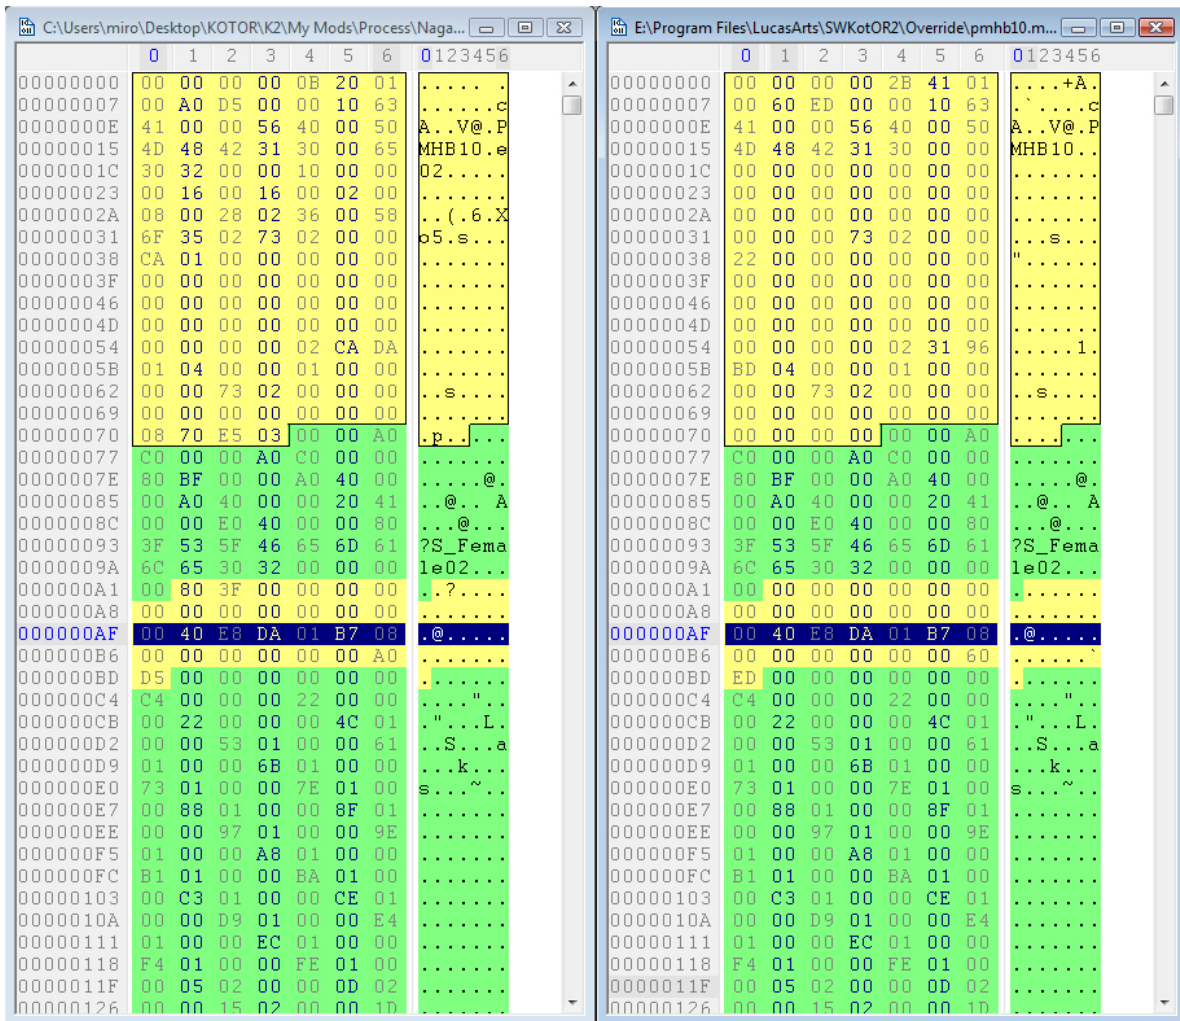 C:\Users\miro\Desktop\KOTOR\K2\My Mods\Process\Naga...
0 1 2 3 4 5 6 0123456
00000000 00 00 00 00 0B 20 01 ..... .
00000007 00 A0 D5 00 00 10 63 ......c
0000000E 41 00 00 56 40 00 50 A..V@.P
00000015 4D 48 42 31 30 00 65 MHB10.e
0000001C 30 32 00 00 10 00 00 02.....
00000023 00 16 00 16 00 02 00 .......
0000002A 08 00 28 02 36 00 58 ..(.6.X
00000031 6F 35 02 73 02 00 00 o5.s...
00000038 CA 01 00 00 00 00 00 .......
0000003F 00 00 00 00 00 00 00 .......
00000046 00 00 00 00 00 00 00 .......
0000004D 00 00 00 00 00 00 00 .......
00000054 00 00 00 00 02 CA DA .......
0000005B 01 04 00 00 01 00 00 .......
00000062 00 00 73 02 00 00 00 ..s....
00000069 00 00 00 00 00 00 00 .......
00000070 08 70 E5 03 00 00 A0 .p.....
00000077 C0 00 00 A0 C0 00 00 .......
0000007E 80 BF 00 00 A0 40 00 .....@.
00000085 00 A0 40 00 00 20 41 ..@.. A
0000008C 00 00 E0 40 00 00 80 ...@...
00000093 3F 53 5F 46 65 6D 61 ?S_Fema
0000009A 6C 65 30 32 00 00 00 le02...
000000A1 00 80 3F 00 00 00 00 ..?....
000000A8 00 00 00 00 00 00 00 .......
000000AF 00 40 E8 DA 01 B7 08 .@.....
000000B6 00 00 00 00 00 00 A0 .......
000000BD D5 00 00 00 00 00 00 .......
000000C4 C4 00 00 00 22 00 00 ...."..
000000CB 00 22 00 00 00 4C 01 ."...L.
000000D2 00 00 53 01 00 00 61 ..S...a
000000D9 01 00 00 6B 01 00 00 ...k...
000000E0 73 01 00 00 7E 01 00 s...~..
000000E7 00 88 01 00 00 8F 01 .......
000000EE 00 00 97 01 00 00 9E .......
000000F5 01 00 00 A8 01 00 00 .......
000000FC B1 01 00 00 BA 01 00 .......
00000103 00 C3 01 00 00 CE 01 .......
0000010A 00 00 D9 01 00 00 E4 .......
00000111 01 00 00 EC 01 00 00 .......
00000118 F4 01 00 00 FE 01 00 .......
0000011F 00 05 02 00 00 0D 02 .......
00000126 00 00 15 02 00 00 1D .......
E:\Program Files\LucasArts\SWKotOR2\Override\pmhb10.m...
0 1 2 3 4 5 6 0123456
00000000 00 00 00 00 2B 41 01 ....+A.
00000007 00 60 ED 00 00 10 63 .`....c
0000000E 41 00 00 56 40 00 50 A..V@.P
00000015 4D 48 42 31 30 00 00 MHB10..
0000001C 00 00 00 00 00 00 00 .......
00000023 00 00 00 00 00 00 00 .......
0000002A 00 00 00 00 00 00 00 .......
00000031 00 00 00 73 02 00 00 ...s...
00000038 22 00 00 00 00 00 00 "......
0000003F 00 00 00 00 00 00 00 .......
00000046 00 00 00 00 00 00 00 .......
0000004D 00 00 00 00 00 00 00 .......
00000054 00 00 00 00 02 31 96 .....1.
0000005B BD 04 00 00 01 00 00 .......
00000062 00 00 73 02 00 00 00 ..s....
00000069 00 00 00 00 00 00 00 .......
00000070 00 00 00 00 00 00 A0 .......
00000077 C0 00 00 A0 C0 00 00 .......
0000007E 80 BF 00 00 A0 40 00 .....@.
00000085 00 A0 40 00 00 20 41 ..@.. A
0000008C 00 00 E0 40 00 00 80 ...@...
00000093 3F 53 5F 46 65 6D 61 ?S_Fema
0000009A 6C 65 30 32 00 00 00 le02...
000000A1 00 00 00 00 00 00 00 .......
000000A8 00 00 00 00 00 00 00 .......
000000AF 00 40 E8 DA 01 B7 08 .@.....
000000B6 00 00 00 00 00 00 60 ......`
000000BD ED 00 00 00 00 00 00 .......
000000C4 C4 00 00 00 22 00 00 ...."..
000000CB 00 22 00 00 00 4C 01 ."...L.
000000D2 00 00 53 01 00 00 61 ..S...a
000000D9 01 00 00 6B 01 00 00 ...k...
000000E0 73 01 00 00 7E 01 00 s...~..
000000E7 00 88 01 00 00 8F 01 .......
000000EE 00 00 97 01 00 00 9E .......
000000F5 01 00 00 A8 01 00 00 .......
000000FC B1 01 00 00 BA 01 00 .......
00000103 00 C3 01 00 00 CE 01 .......
0000010A 00 00 D9 01 00 00 E4 .......
00000111 01 00 00 EC 01 00 00 .......
00000118 F4 01 00 00 FE 01 00 .......
0000011F 00 05 02 00 00 0D 02 .......
00000126 00 00 15 02 00 00 1D .......